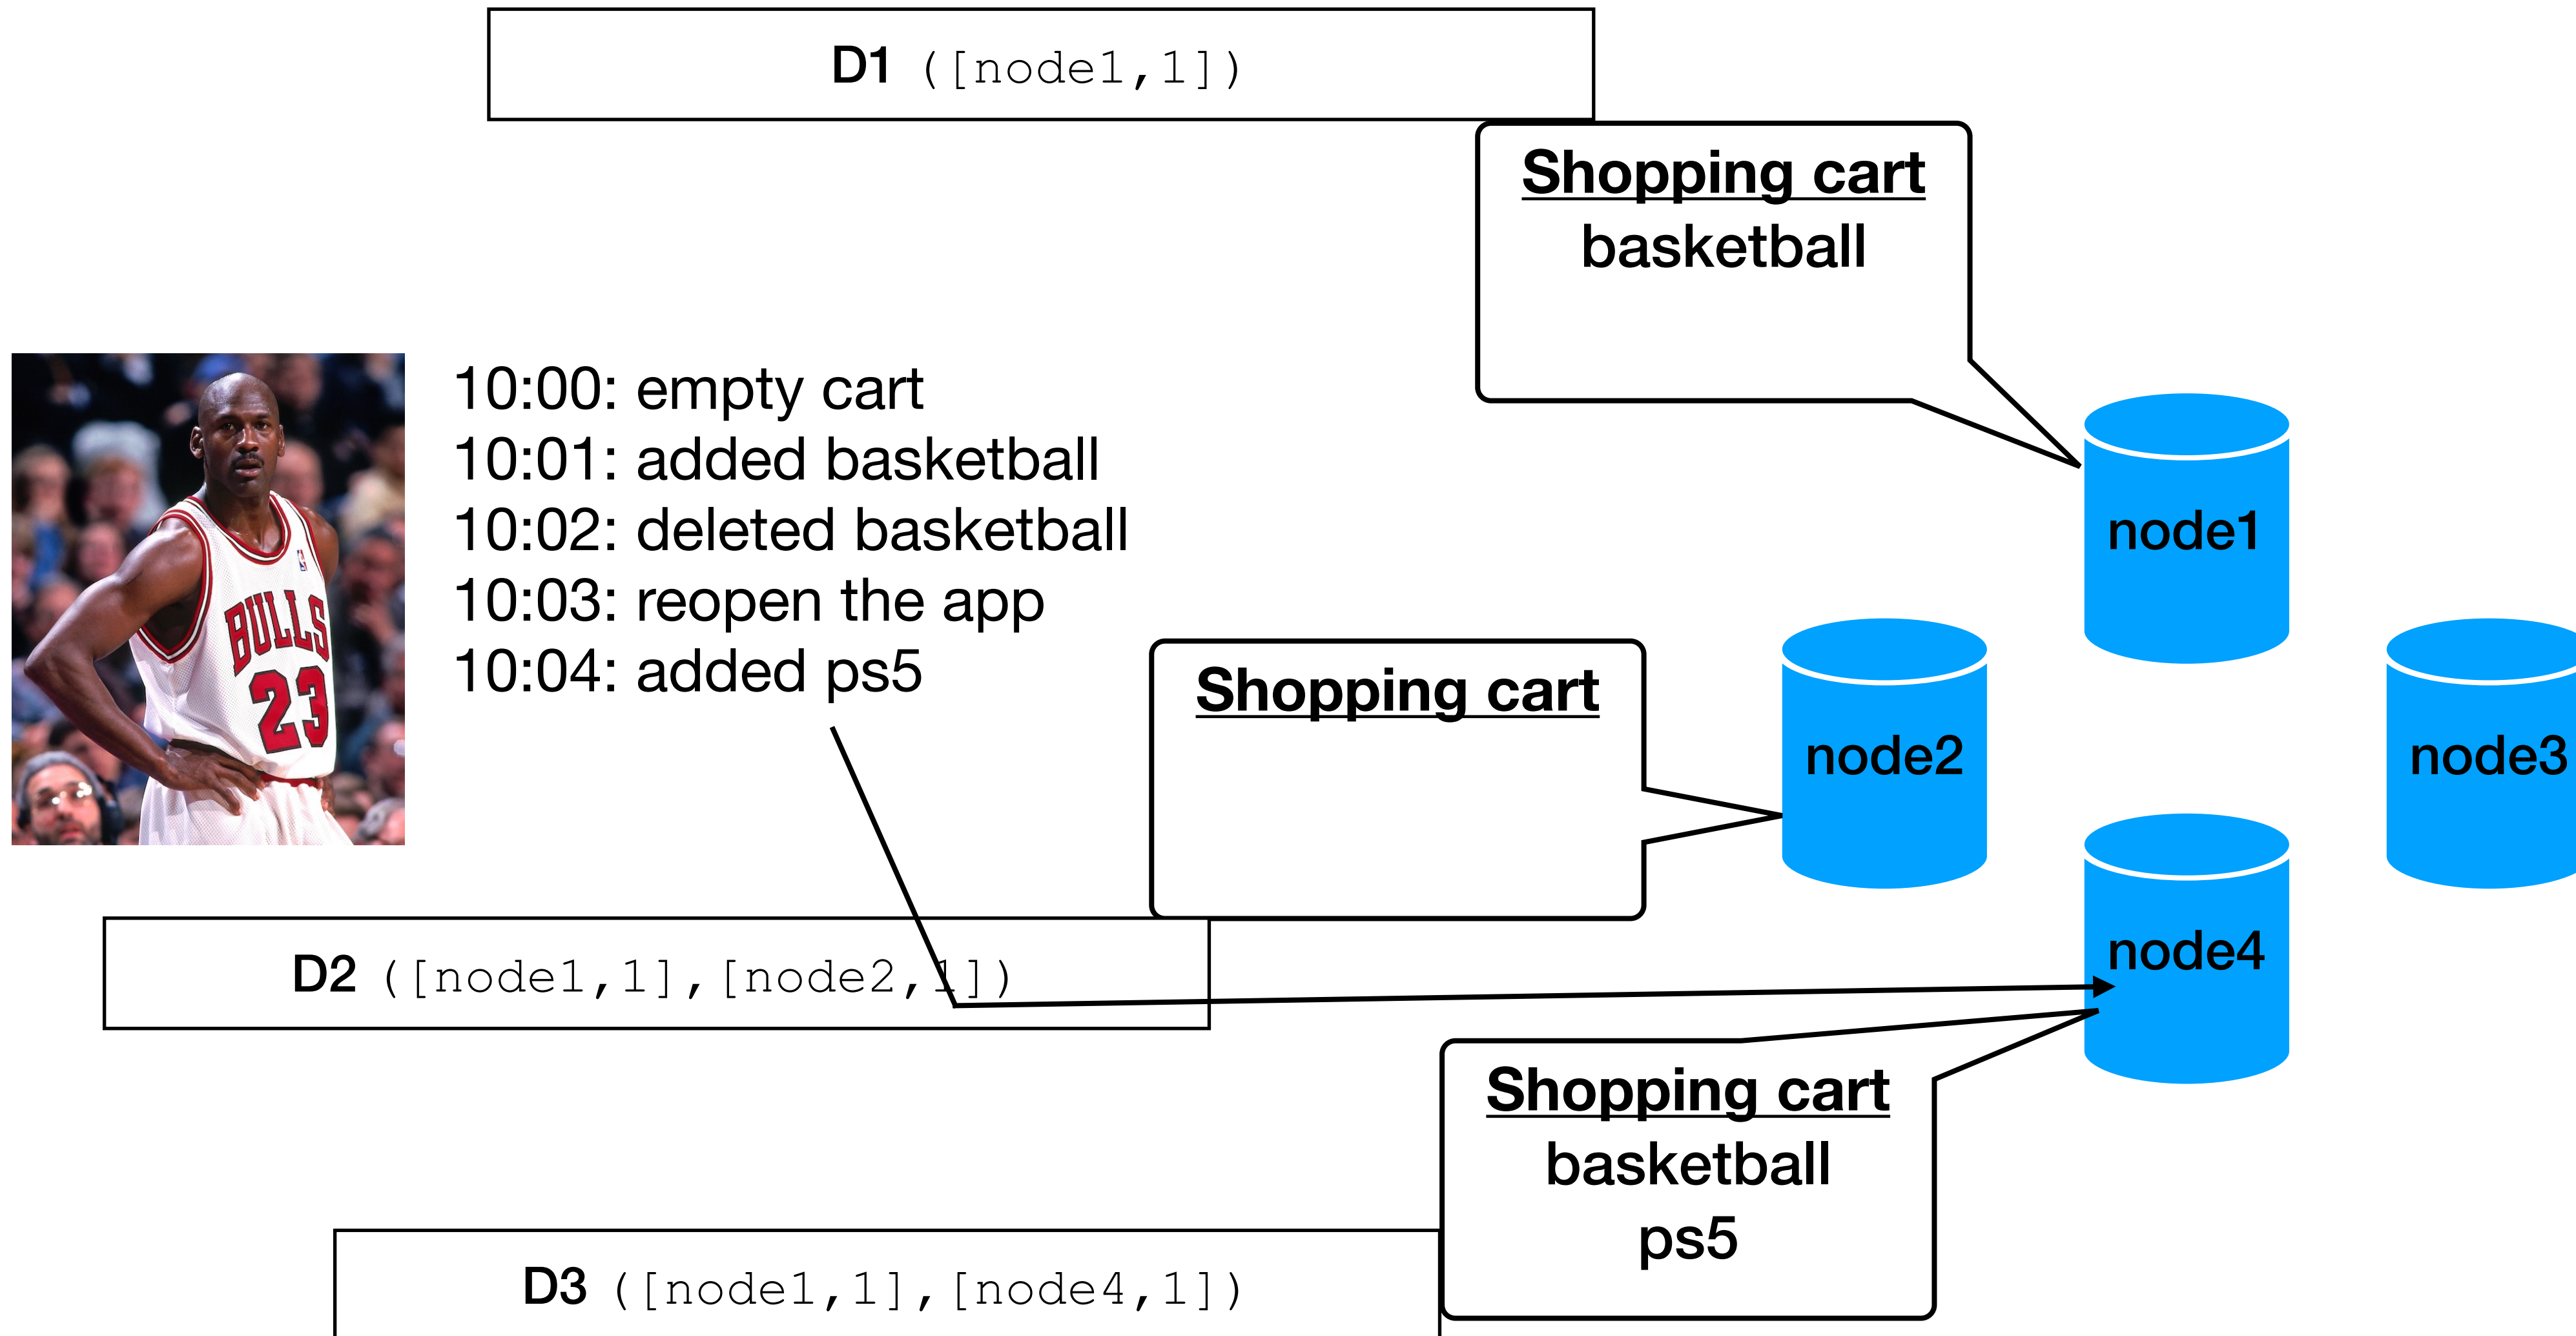 D1 ([node1,1])
Shopping cart
basketball
10:00: empty cart
10:01: added basketball
10:02: deleted basketball
10:03: reopen the app
10:04: added ps5
BULLS
23
node1
Shopping cart
node2
node3
D2 ([node1,1],[node2,1])
node4
Shopping cart
basketball
ps5
D3 ([node1,1],[node4,1])